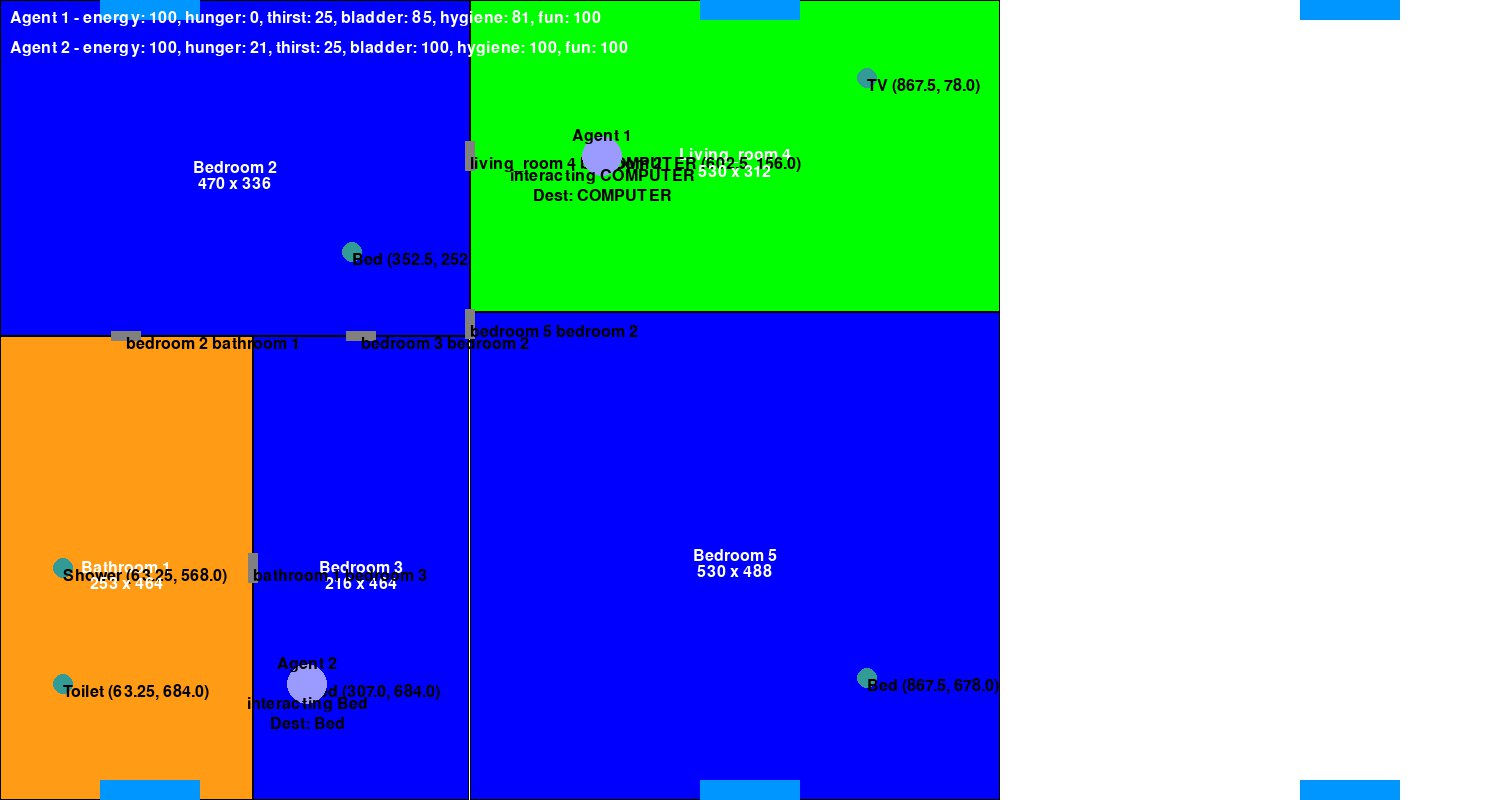 Agent 1 - energy: 100, hunger: 0, thirst: 25, bladder: 85, hygiene: 81, fun: 100
Agent 2 - energy: 100, hunger: 21, thirst: 25, bladder: 100, hygiene: 100, fun: 100
TV (867.5, 78.0)
Agent 1
Living_room 4
530 x 312
living_room 4
COMPUTER (602.5, 156.0)
interacting COMPUTER
Dest: COMPUTER
Bedroom 2
470 x 336
Bed (352.5, 252
bedroom 5 bedroom 2
bedroom 2 bathroom 1
bedroom 3 bedroom 2
Bedroom 5
530 x 488
Bathroom 1
253 x 464
Shower (63.25, 568.0)
bathroom 1 bedroom 3
Bedroom 3
216 x 464
Agent 2
Toilet (63.25, 684.0)
(307.0, 684.0)
interacting Bed
Dest: Bed
Bed (867.5, 678.0)